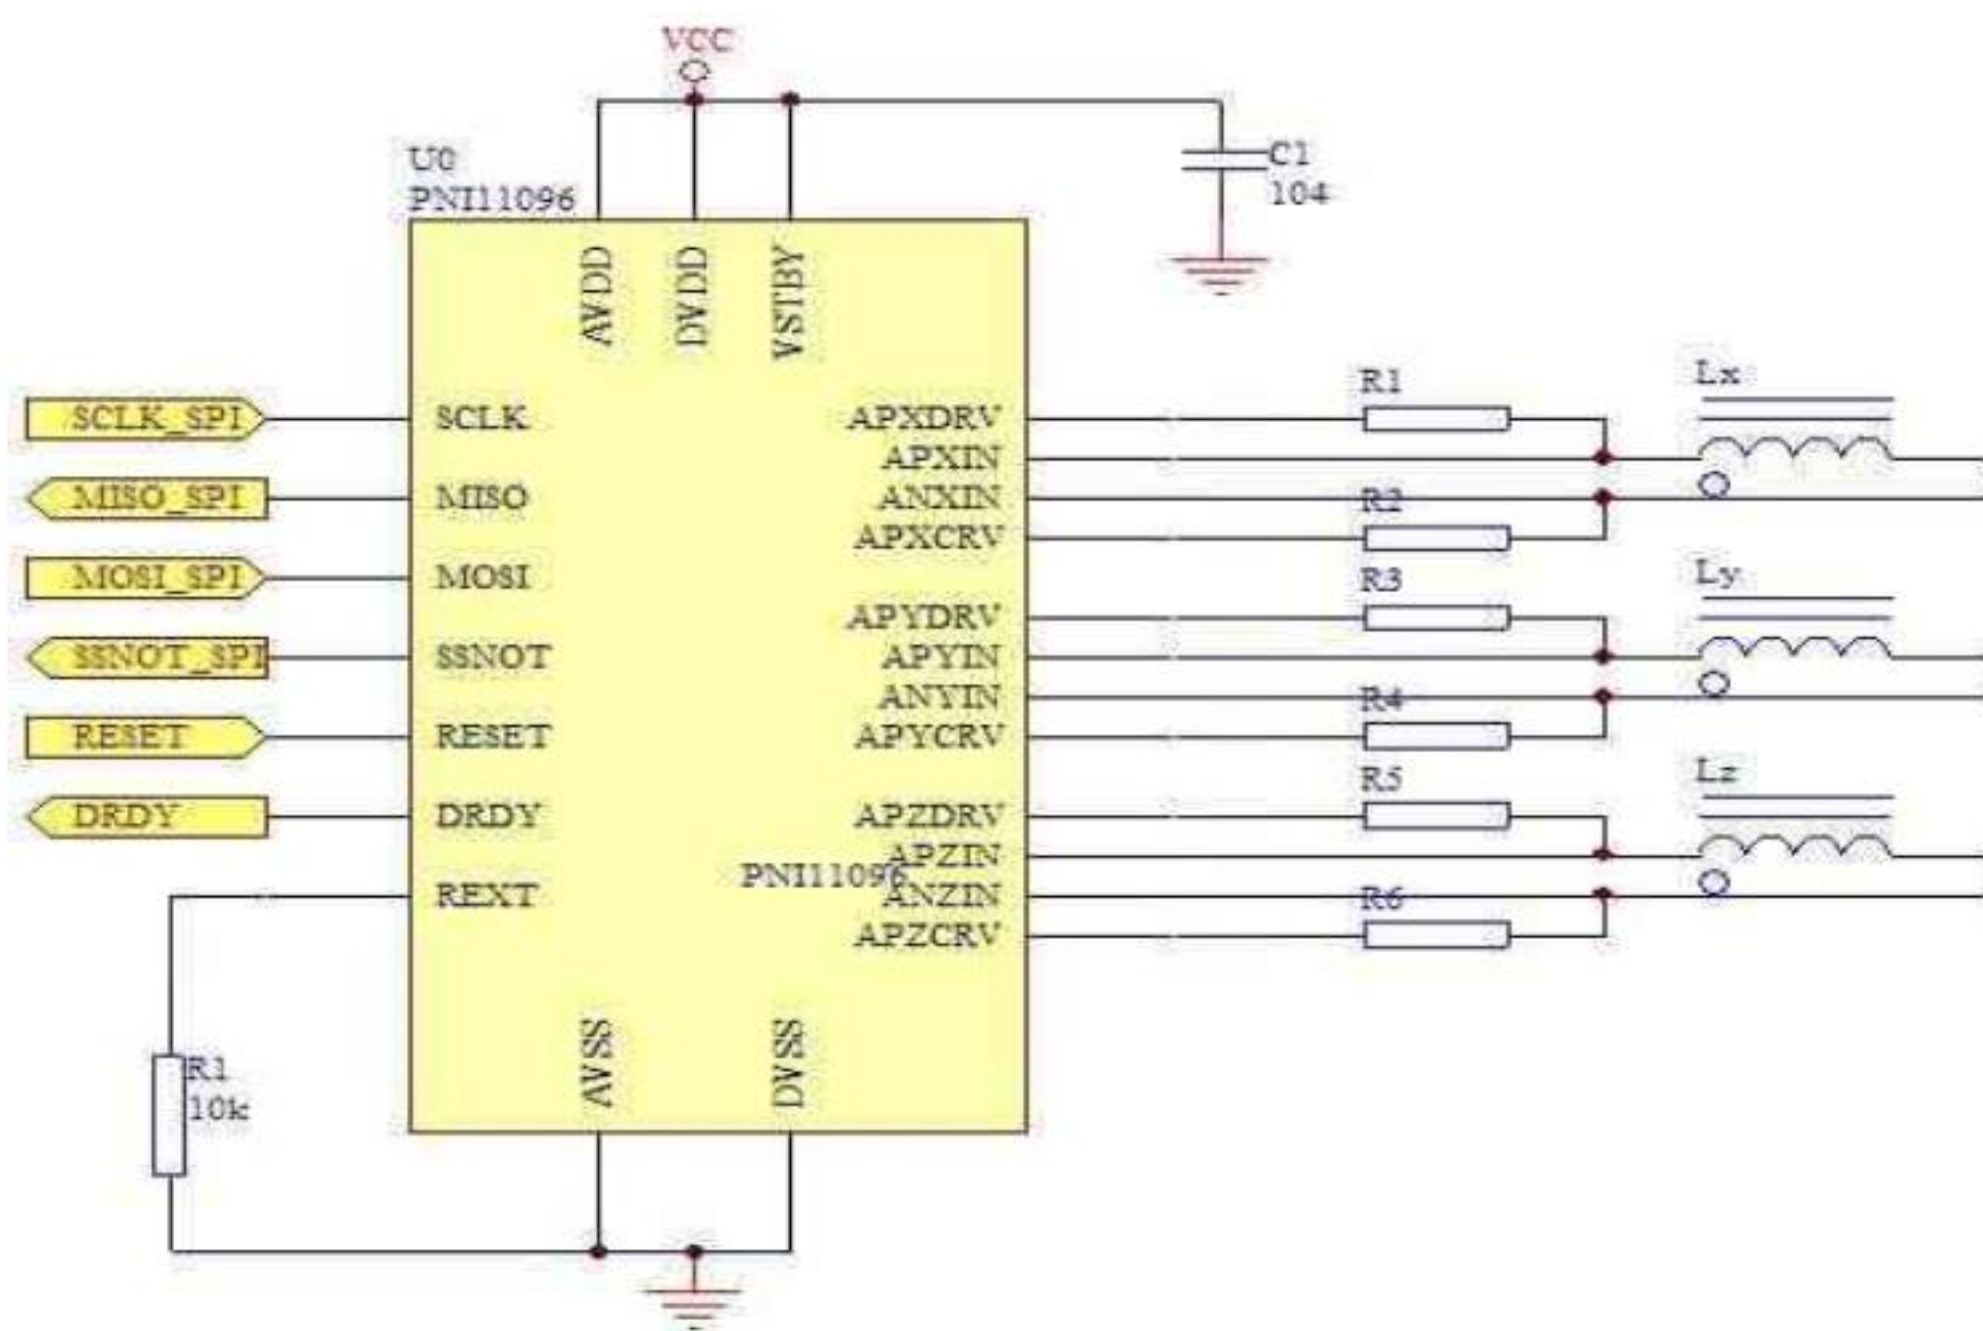 VCC
U0
PNI11096
C1
104
AVDD
DVDD
VSTBY
SCLK_SPI
SCLK
MISO_SPI
MISO
MOSI_SPI
MOSI
SSNOT_SPI
SSNOT
RESET
RESET
DRDY
DRDY
REXT
R1
10k
APXDRV
APXIN
ANXIN
APXCRV
APYDRV
APYIN
ANYIN
APYCRV
APZDRV
APZIN
PNI11096
ANZIN
APZCRV
AVSS
DVSS
R1
R2
R3
R4
R5
R6
Lx
Ly
Lz